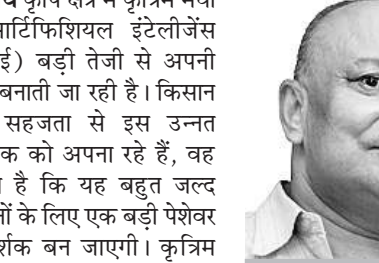 कृषि क्षेत्र में कृत्रिम
आर्टिफिशियल इंटेलीजेंस
ई) बड़ी तेजी से अपनी
बनाती जा रही है। किसान
सहजता से इस उन्नत
क को अपना रहे हैं, वह
है कि यह बहुत जल्द
नों के लिए एक बड़ी पेशेवर
र्शक बन जाएगी। कृत्रिम